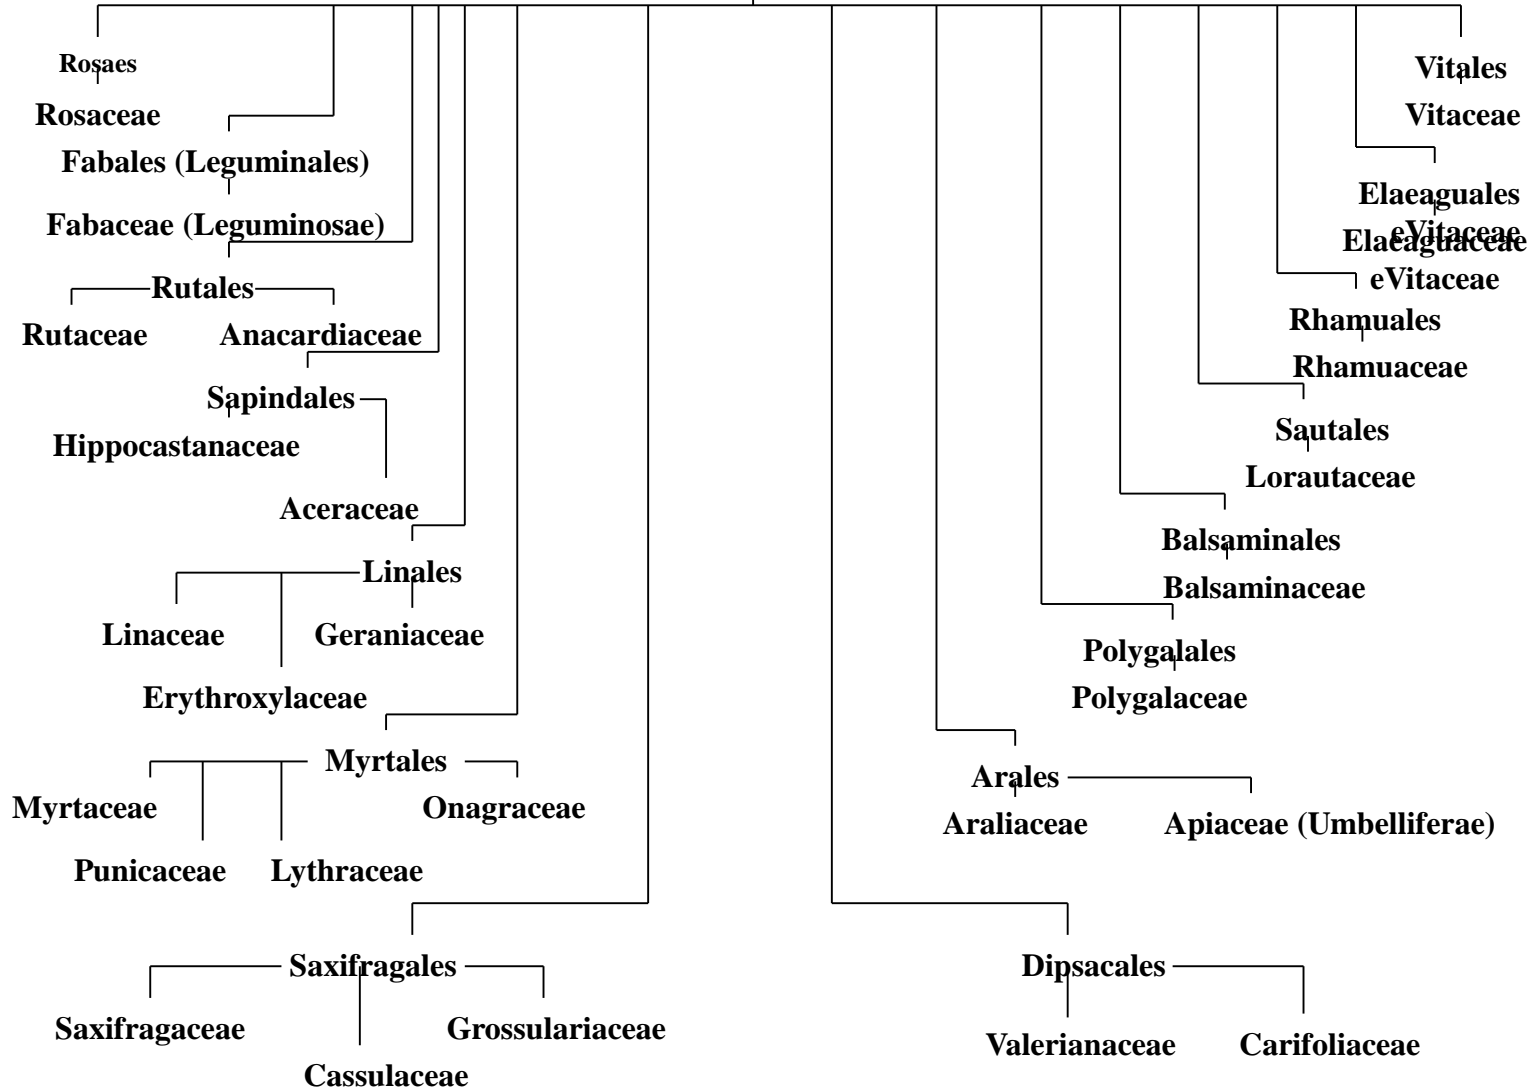 Rosaes
Vitales
Rosaceae
Vitaceae
Fabales (Leguminales)
Elaeaguales
Fabaceae (Leguminosae)
eVitaceae
Elaeaguaceae
eVitaceae
Rutales
Rhamuales
Rutaceae
Anacardiaceae
Rhamuaceae
Sapindales
Sautales
Hippocastanaceae
Lorautaceae
Aceraceae
Balsaminales
Linales
Balsaminaceae
Linaceae
Geraniaceae
Polygalales
Erythroxylaceae
Polygalaceae
Myrtales
Arales
Myrtaceae
Onagraceae
Araliaceae
Apiaceae (Umbelliferae)
Punicaceae
Lythraceae
Saxifragales
Dipsacales
Saxifragaceae
Grossulariaceae
Valerianaceae
Carifoliaceae
Cassulaceae